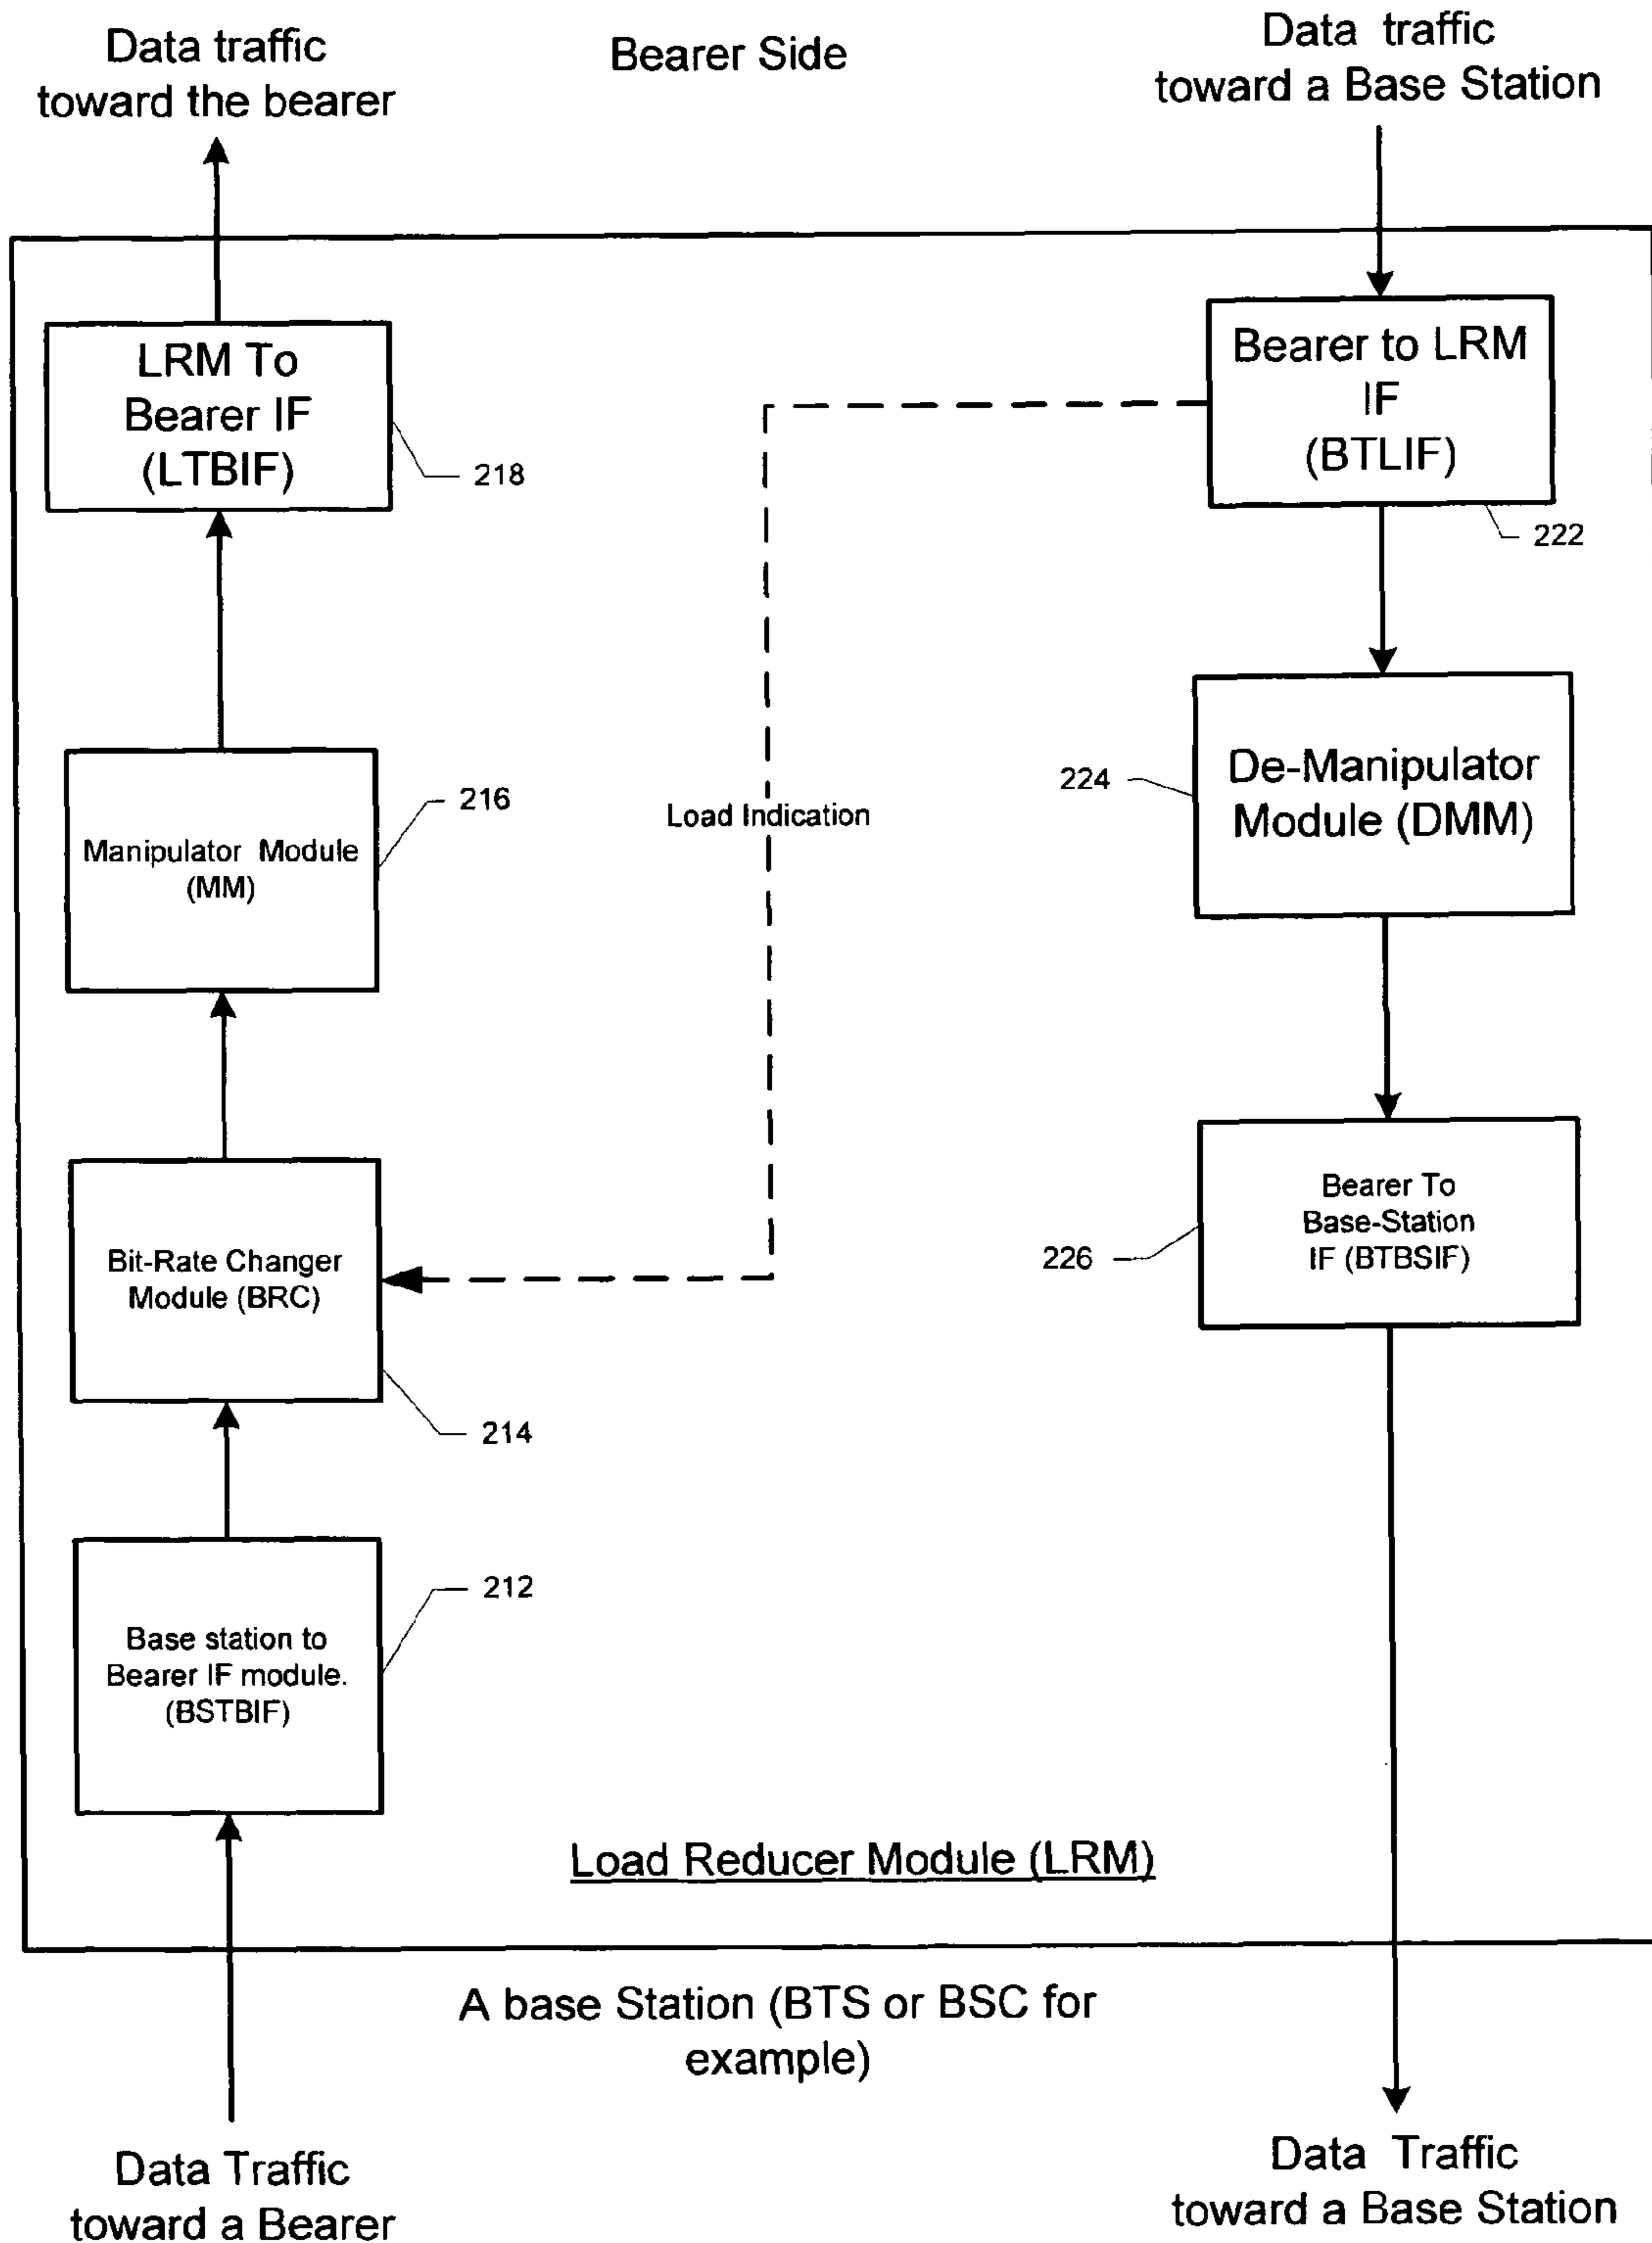 Data traffic
toward the bearer
Bearer Side
Data traffic
toward a Base Station
LRM To
Bearer IF
(LTBIF)
218
Bearer to LRM
IF
(BTLIF)
222
De-Manipulator
Module (DMM)
224
Manipulator Module
(MM)
216
Load Indication
Bearer To
Base-Station
IF (BTBSIF)
226
Bit-Rate Changer
Module (BRC)
214
Base station to
Bearer IF module.
(BSTBIF)
212
Load Reducer Module (LRM)
A base Station (BTS or BSC for
example)
Data Traffic
toward a Bearer
Data Traffic
toward a Base Station